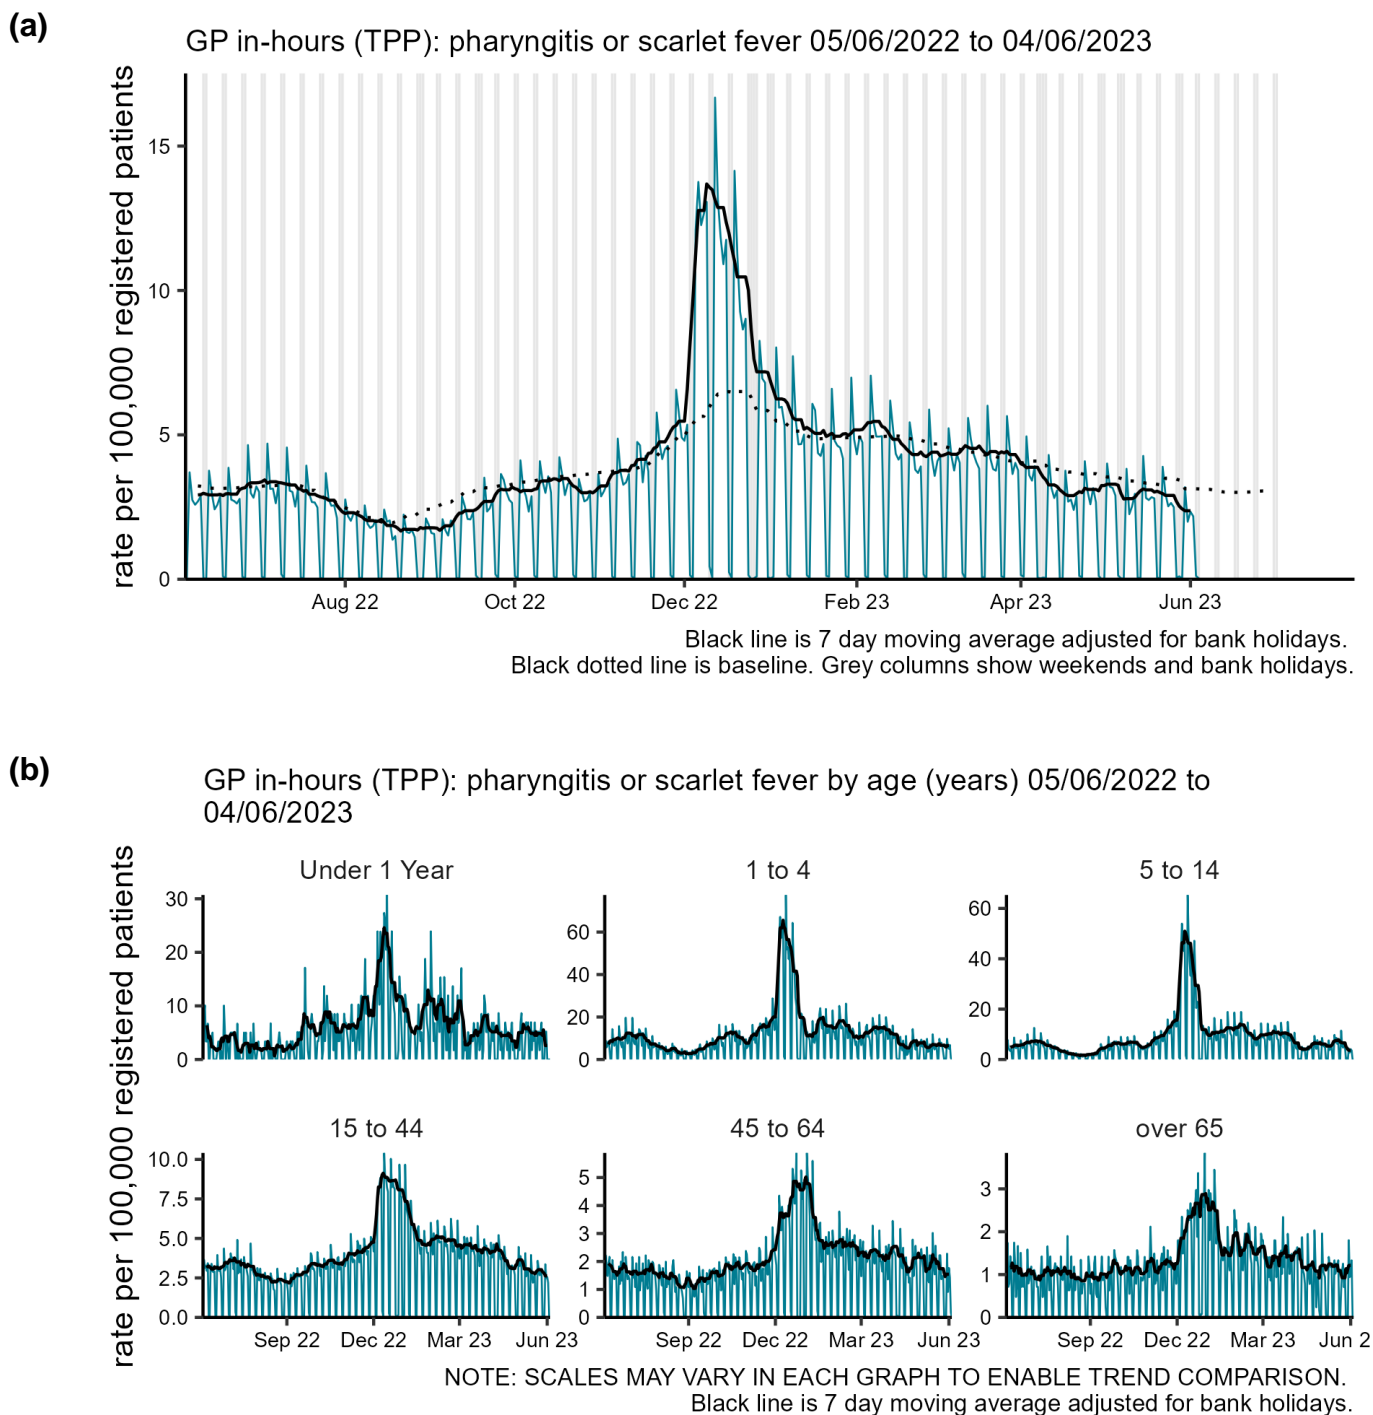 (a)
GP in-hours (TPP): pharyngitis or scarlet fever 05/06/2022 to 04/06/2023
rate per 100,000 registered patients
15
10
5
0
Aug 22 Oct 22 Dec 22 Feb 23 Apr 23 Jun 23
Black line is 7 day moving average adjusted for bank holidays.
Black dotted line is baseline. Grey columns show weekends and bank holidays.
(b)
GP in-hours (TPP): pharyngitis or scarlet fever by age (years) 05/06/2022 to
04/06/2023
rate per 100,000 registered patients
Under 1 Year
30
20
10
0
1 to 4
60
40
20
0
5 to 14
60
40
20
0
15 to 44
10.0
7.5
5.0
2.5
0.0
Sep 22 Dec 22 Mar 23 Jun 23
45 to 64
5
4
3
2
1
0
Sep 22 Dec 22 Mar 23 Jun 23
over 65
3
2
1
0
Sep 22 Dec 22 Mar 23 Jun 2
NOTE: SCALES MAY VARY IN EACH GRAPH TO ENABLE TREND COMPARISON.
Black line is 7 day moving average adjusted for bank holidays.